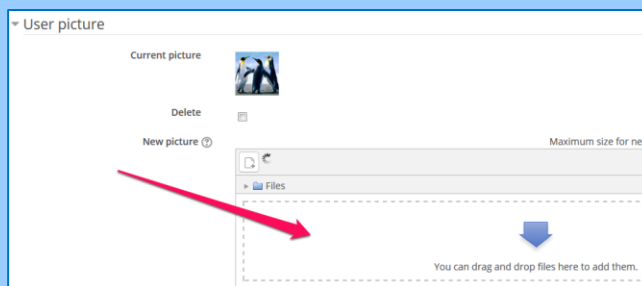 User picture
Current picture
Delete
New picture
Maximum size for ne
Files
You can drag and drop files here to add them.